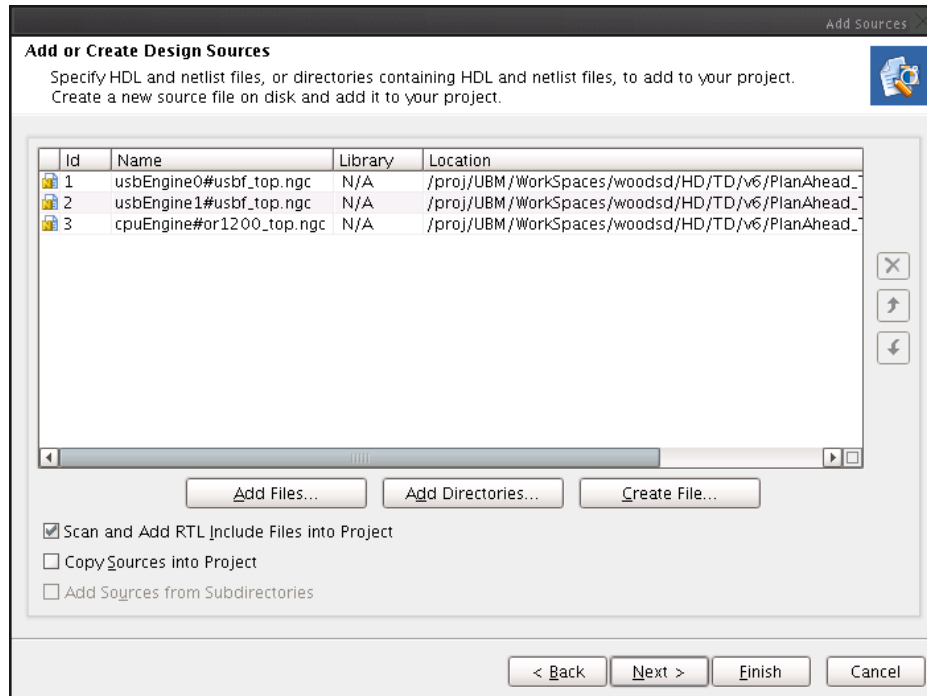 Add Sources
Add or Create Design Sources
Specify HDL and netlist files, or directories containing HDL and netlist files, to add to your project.
Create a new source file on disk and add it to your project.
Id Name Library Location
1 usbEngine0#usbf_top.ngc N/A /proj/UBM/WorkSpaces/woodsd/HD/TD/v6/PlanAhead_
2 usbEngine1#usbf_top.ngc N/A /proj/UBM/WorkSpaces/woodsd/HD/TD/v6/PlanAhead_
3 cpuEngine#or1200_top.ngc N/A /proj/UBM/WorkSpaces/woodsd/HD/TD/v6/PlanAhead_
Add Files... Add Directories... Create File...
Scan and Add RTL Include Files into Project
Copy Sources into Project
Add Sources from Subdirectories
< Back Next > Finish Cancel